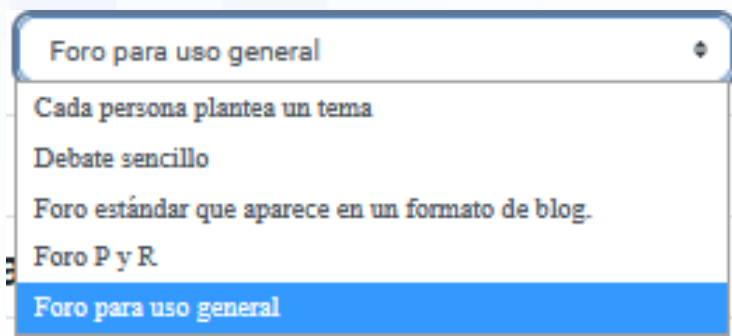 Foro para uso general
Cada persona plantea un tema
Debate sencillo
Foro estándar que aparece en un formato de blog.
Foro P y R
Foro para uso general